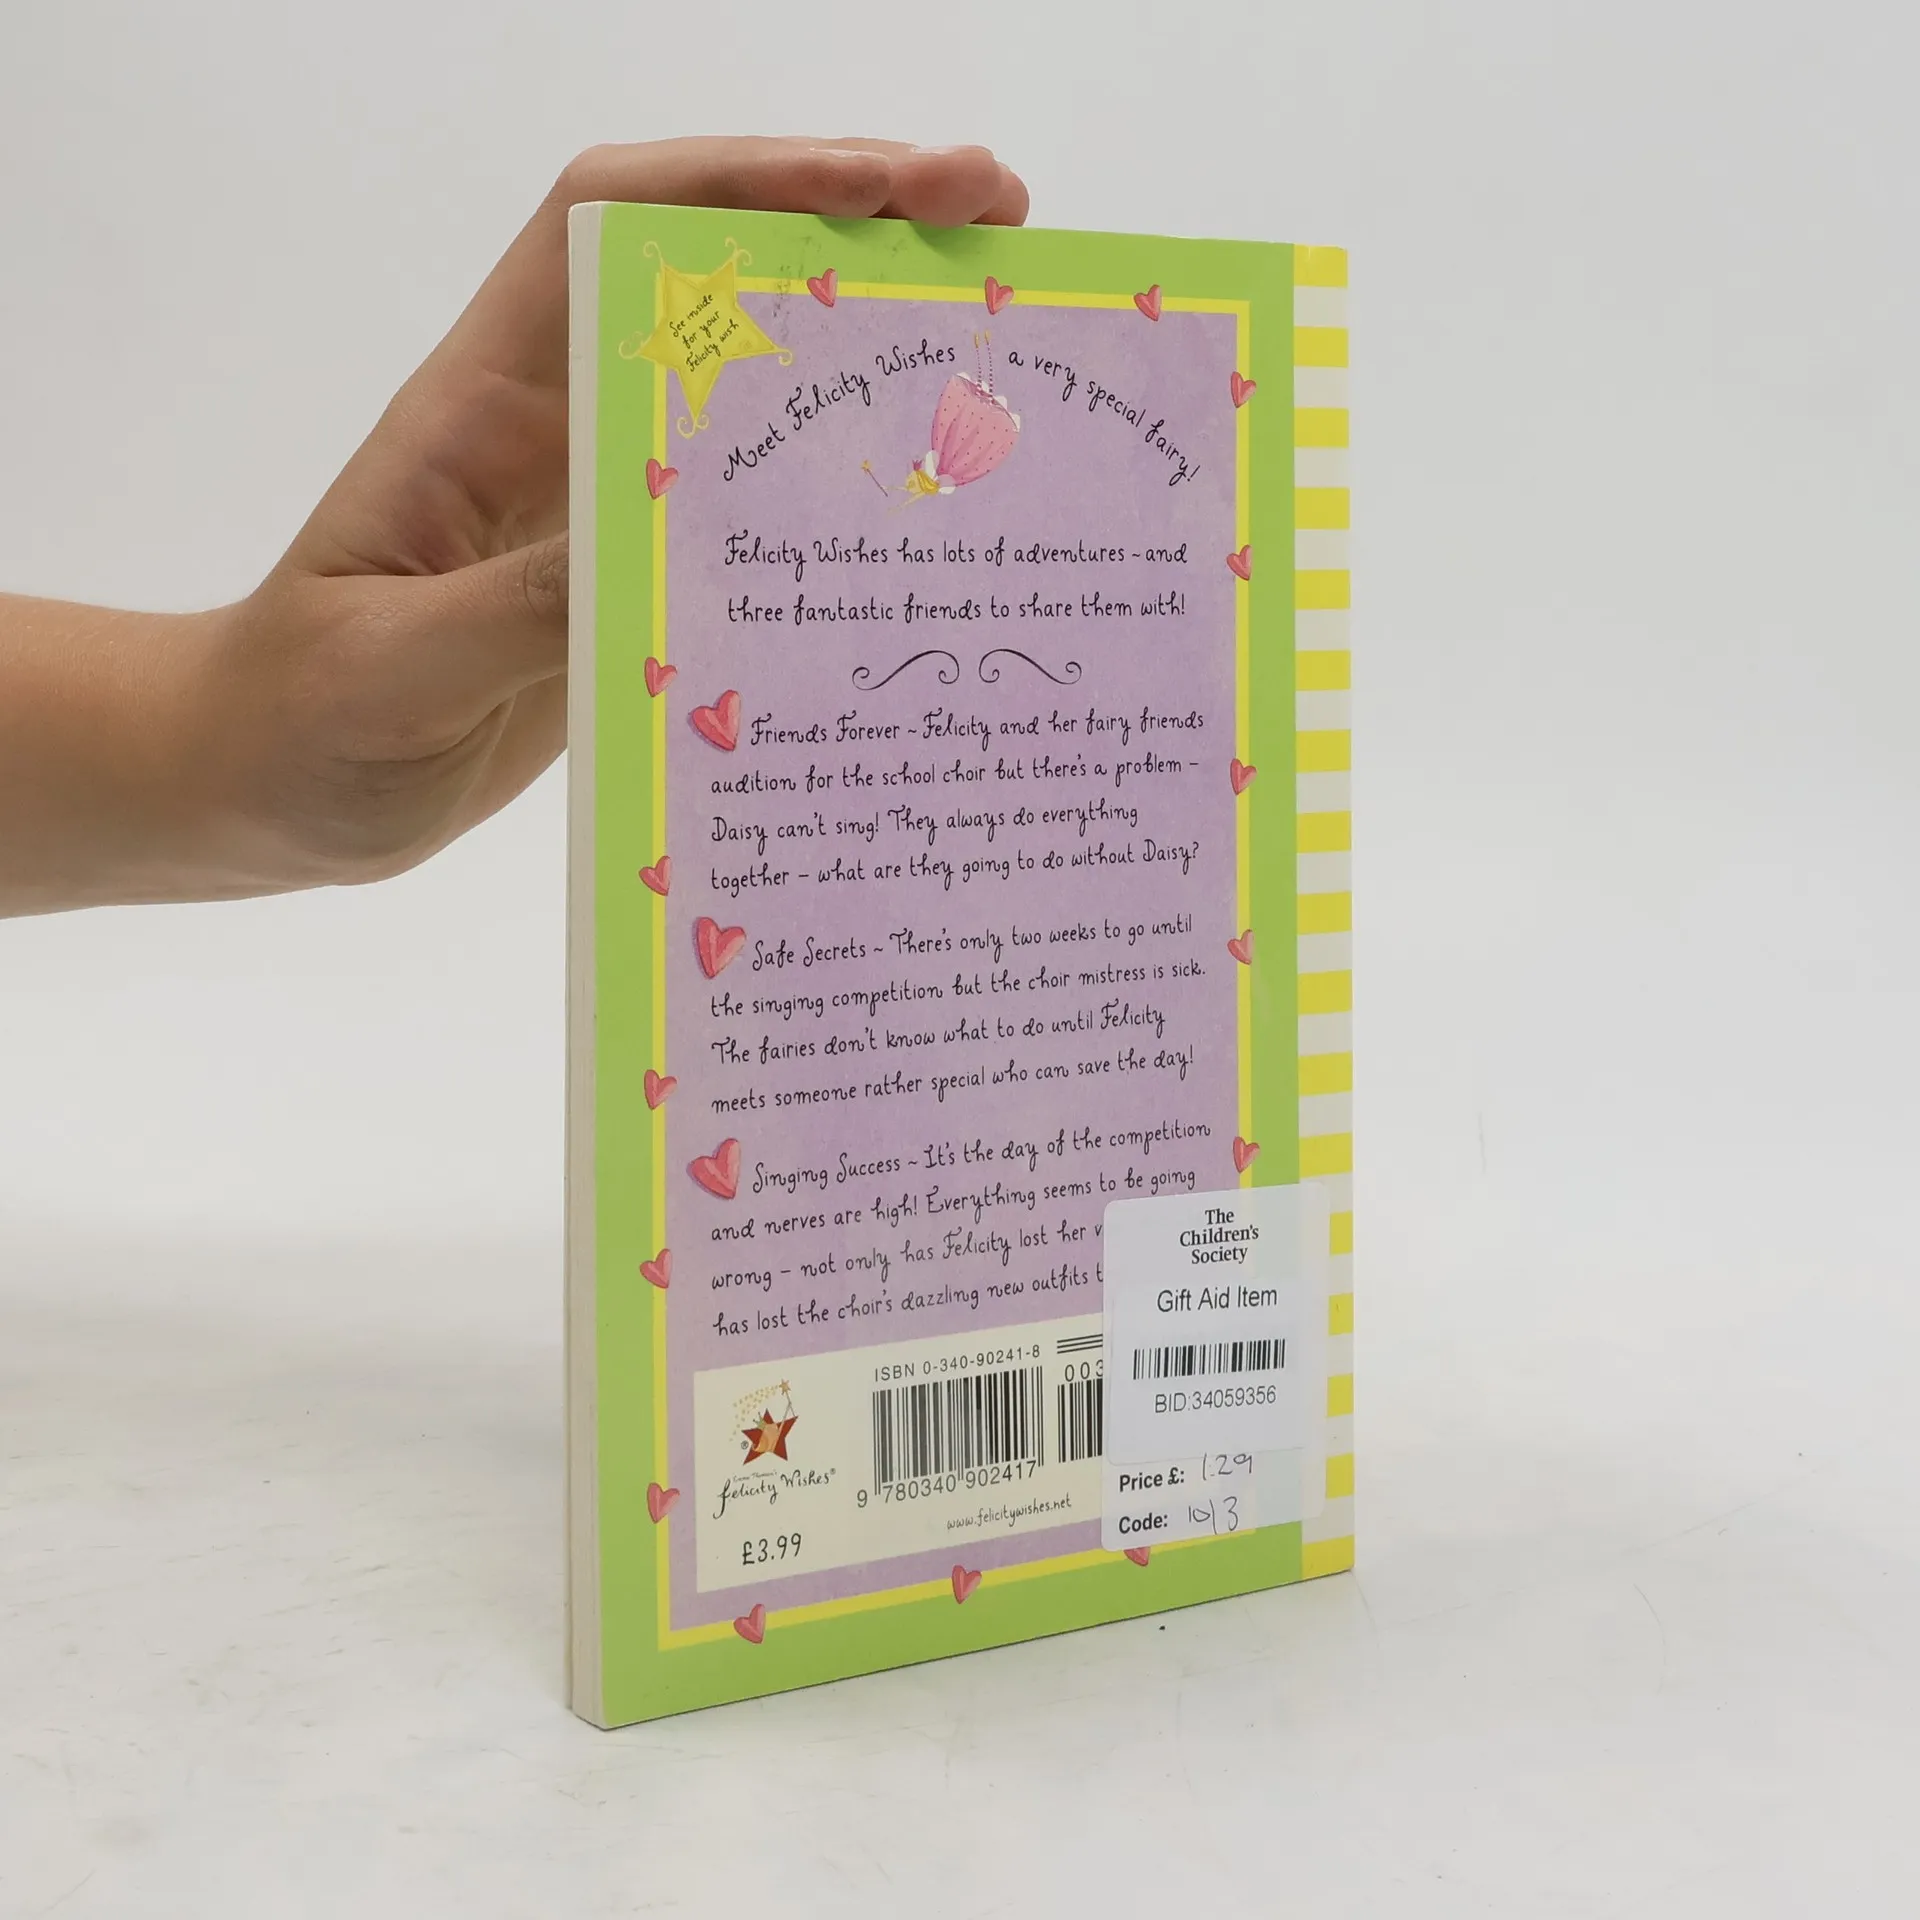 See inside
for your
Felicity wish
Meet Felicity Wishes a very special fairy!
Felicity Wishes has lots of adventures ~ and
three fantastic friends to share them with!
Friends Forever ~ Felicity and her fairy friends
audition for the school choir but there's a problem –
Daisy can't sing! They always do everything
together – what are they going to do without Daisy?
Safe Secrets ~ There's only two weeks to go until
the singing competition but the choir mistress is sick.
The fairies don't know what to do until Felicity
meets someone rather special who can save the day!
Singing Success ~ It's the day of the competition
and nerves are high! Everything seems to be going
wrong – not only has Felicity lost her v
has lost the choir's dazzling new outfits t
ISBN 0-340-90241-8
003
9 780340 902417
www.felicitywishes.net
Emma Thomson's
felicity Wishes®
£3.99
The
Children's
Society
Gift Aid Item
BID:34059356
Price £: 1.29
Code: 10/3